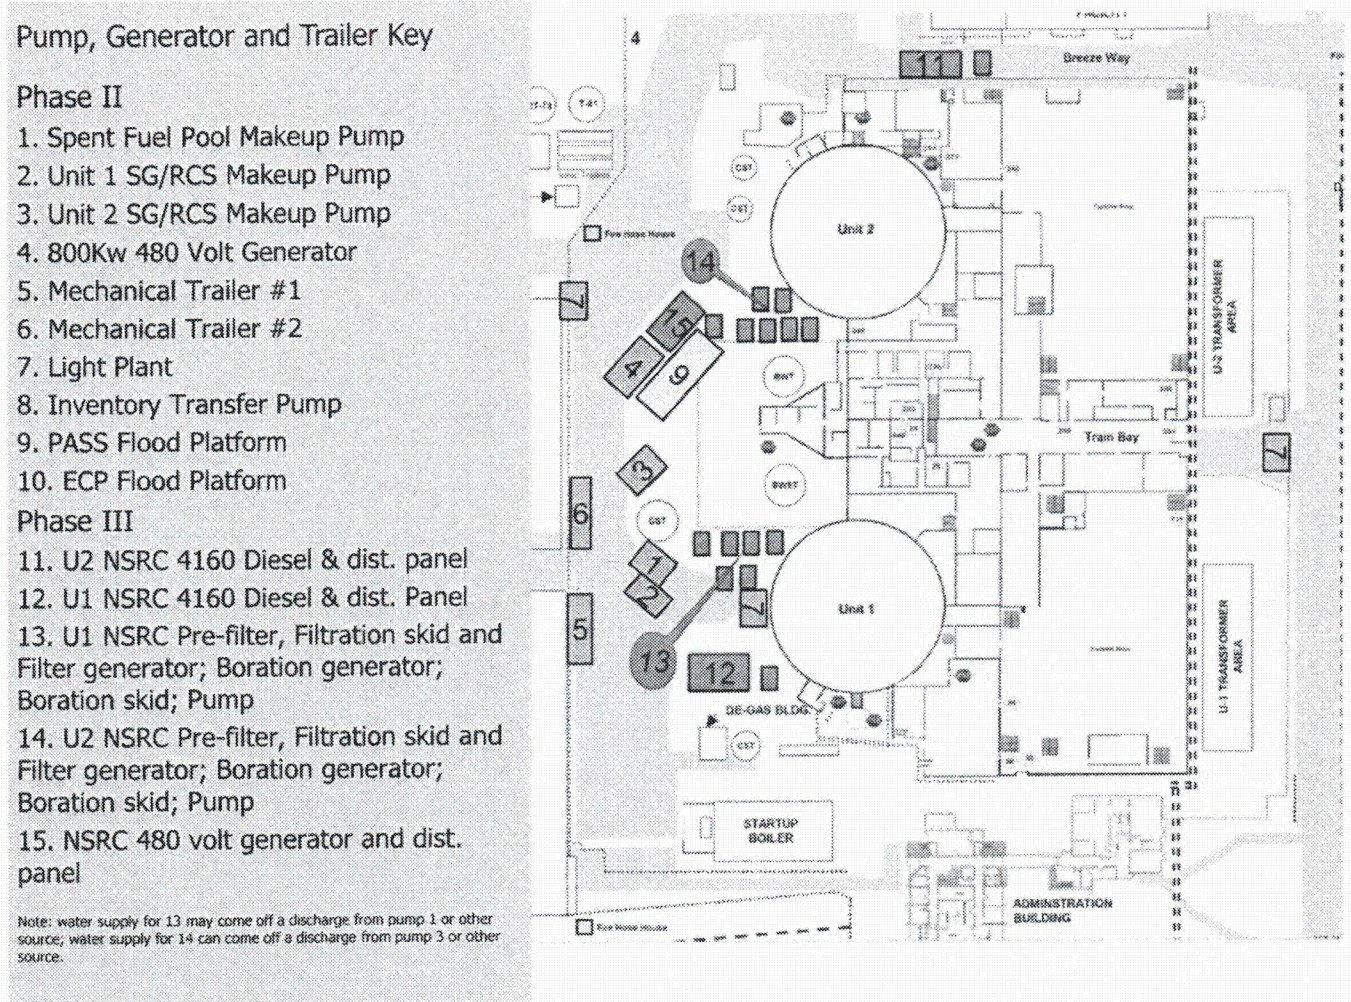 Pump, Generator and Trailer Key
Phase II
1. Spent Fuel Pool Makeup Pump
2. Unit 1 SG/RCS Makeup Pump
3. Unit 2 SG/RCS Makeup Pump
4. 800Kw 480 Volt Generator
5. Mechanical Trailer #1
6. Mechanical Trailer #2
7. Light Plant
8. Inventory Transfer Pump
9. PASS Flood Platform
10. ECP Flood Platform
Phase III
11. U2 NSRC 4160 Diesel & dist. panel
12. U1 NSRC 4160 Diesel & dist. Panel
13. U1 NSRC Pre-filter, Filtration skid and
Filter generator; Boration generator;
Boration skid; Pump
14. U2 NSRC Pre-filter, Filtration skid and
Filter generator; Boration generator;
Boration skid; Pump
15. NSRC 480 volt generator and dist.
panel
Note: water supply for 13 may come off a discharge from pump 1 or other
source; water supply for 14 can come off a discharge from pump 3 or other
source.
4
11
Breeze Way
T-81
CST
CST
Fire Hose House
Unit 2
14
7
15
4
9
U-2 TRANSFORMER
AREA
Train Bay
7
3
6
CST
1
2
7
5
13
12
Unit 1
U-1 TRANSFORMER
AREA
DE-GAS BLDG.
CST
STARTUP
BOILER
ADMINSTRATION
BUILDING
Fire Hose House